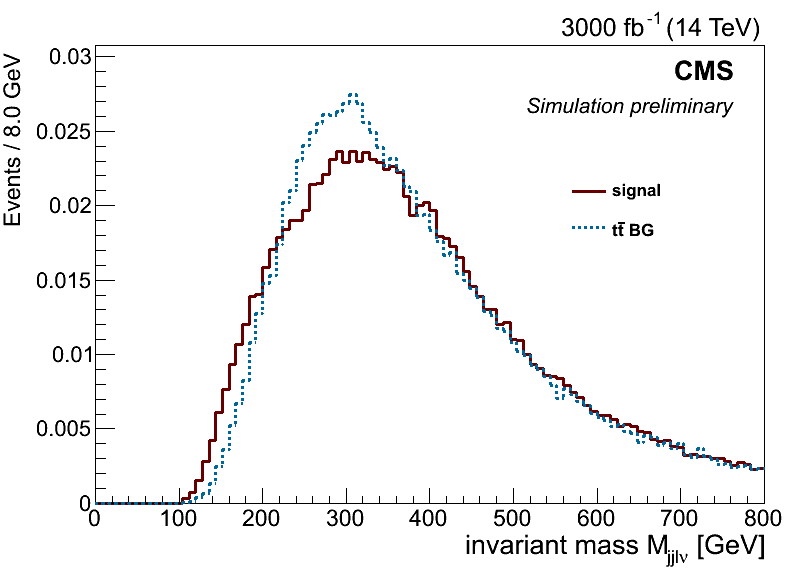 3000 fb⁻¹ (14 TeV)
CMS
Simulation preliminary
Events / 8.0 GeV
0.03
0.025
0.02
0.015
0.01
0.005
0
signal
tt̄ BG
0 100 200 300 400 500 600 700 800
invariant mass M_jjlν [GeV]